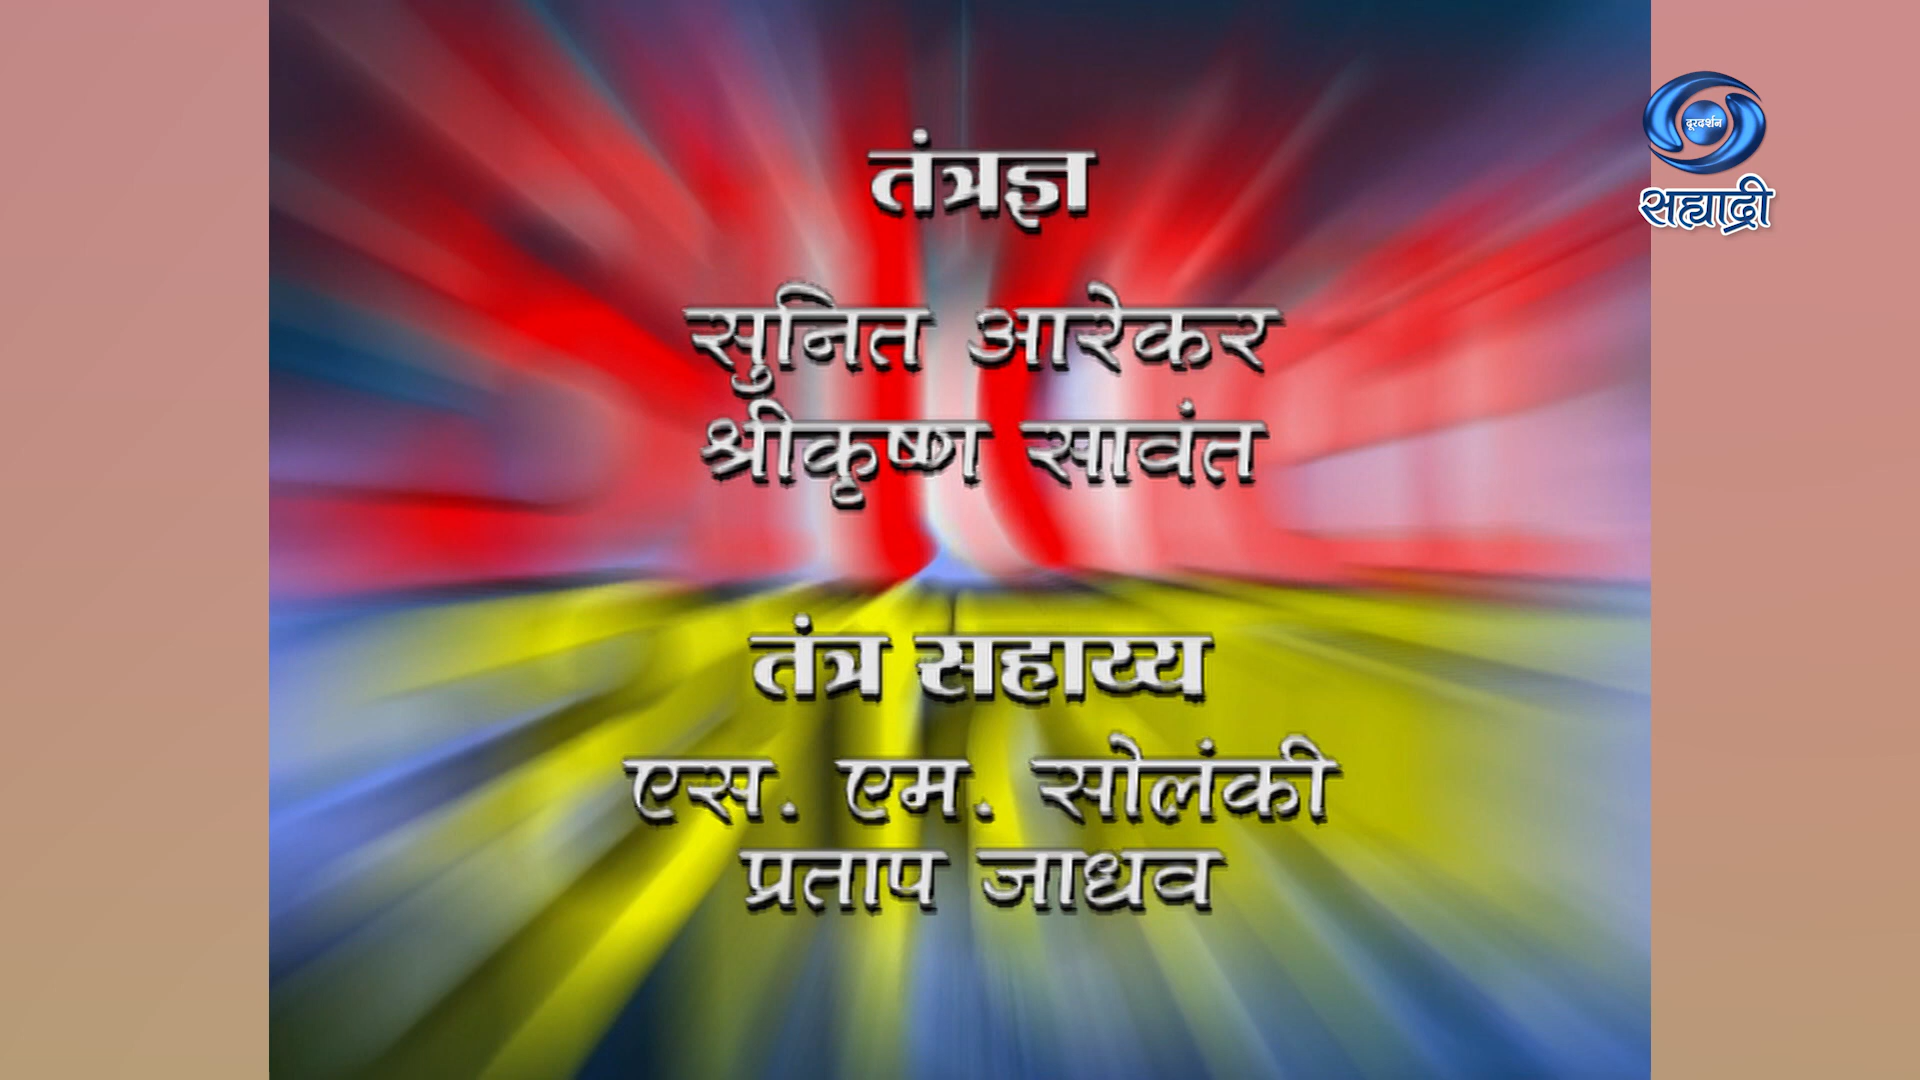 दूरदर्शन
सह्याद्री
तंत्रज्ञ
सुनित आरेकर
श्रीकृष्ण सावंत
तंत्र सहाय्य
एस. एम. सोलंकी
प्रताप जाधव